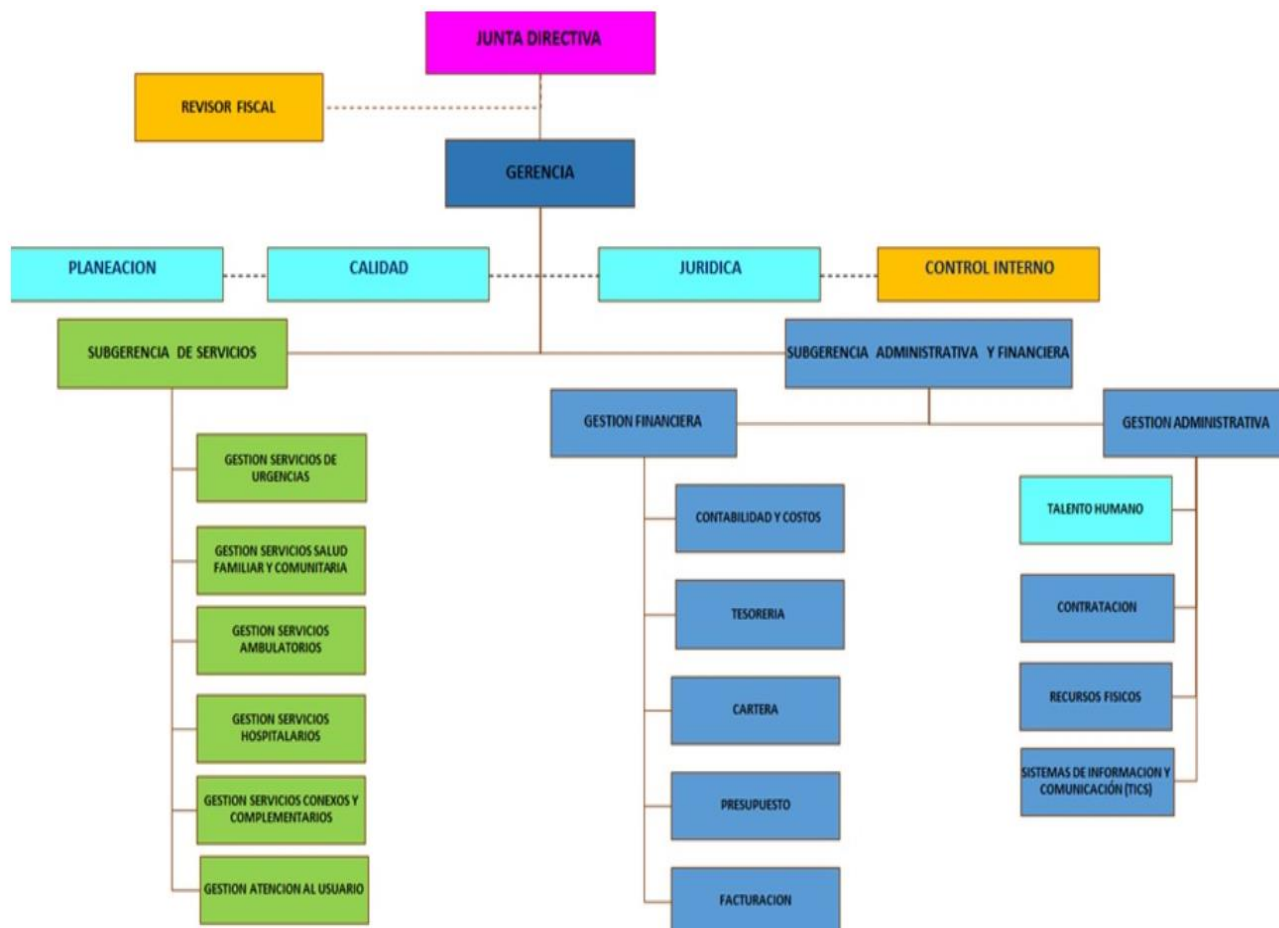 JUNTA DIRECTIVA
REVISOR FISCAL
GERENCIA
PLANEACION
CALIDAD
JURIDICA
CONTROL INTERNO
SUBGERENCIA DE SERVICIOS
SUBGERENCIA ADMINISTRATIVA Y FINANCIERA
GESTION FINANCIERA
GESTION ADMINISTRATIVA
GESTION SERVICIOS DE
URGENCIAS
GESTION SERVICIOS SALUD
FAMILIAR Y COMUNITARIA
GESTION SERVICIOS
AMBULATORIOS
GESTION SERVICIOS
HOSPITALARIOS
GESTION SERVICIOS CONEXOS Y
COMPLEMENTARIOS
GESTION ATENCION AL USUARIO
CONTABILIDAD Y COSTOS
TESORERIA
CARTERA
PRESUPUESTO
FACTURACION
TALENTO HUMANO
CONTRATACION
RECURSOS FISICOS
SISTEMAS DE INFORMACION Y
COMUNICACIÓN (TICS)